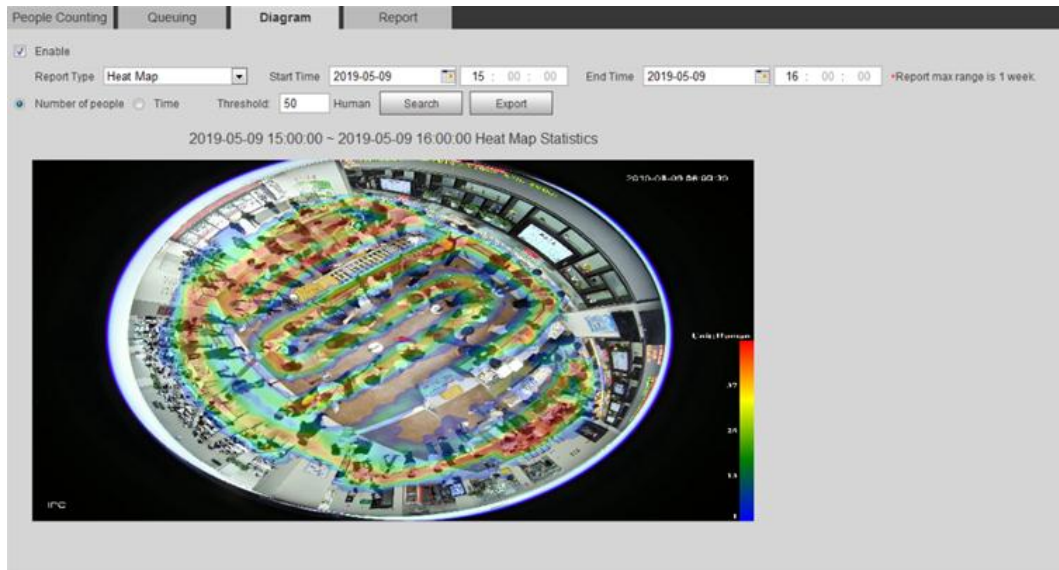 People Counting Queuing Diagram Report
Enable
Report Type Heat Map Start Time 2019-05-09 15 : 00 : 00 End Time 2019-05-09 16 : 00 : 00 *Report max range is 1 week.
Number of people Time Threshold: 50 Human Search Export
2019-05-09 15:00:00 ~ 2019-05-09 16:00:00 Heat Map Statistics
Unit:Human
IPC
1